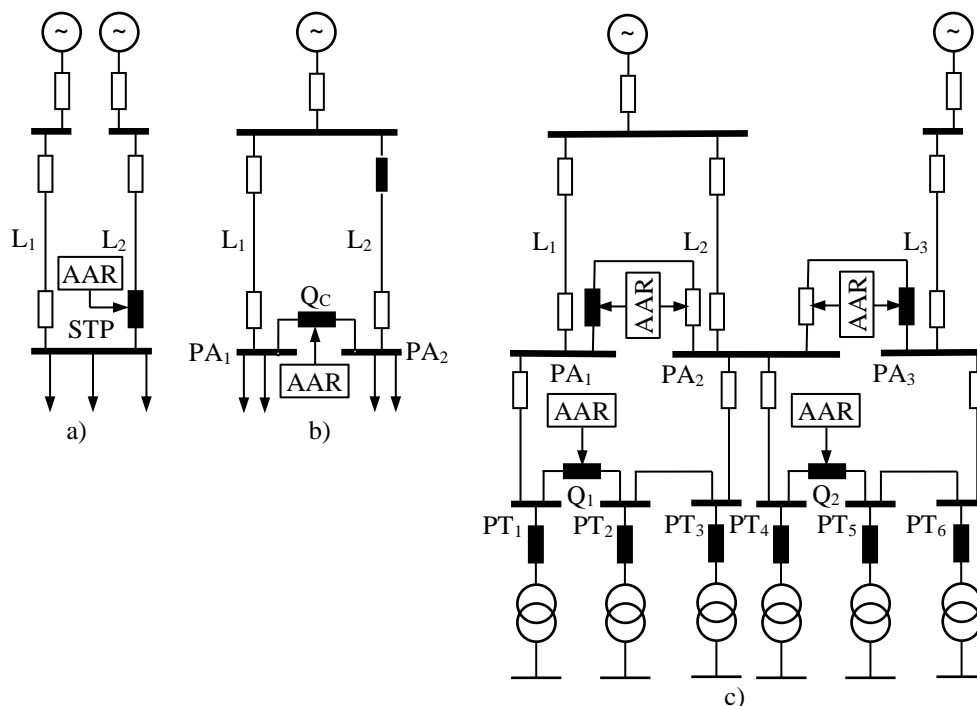 ~ ~ ~ ~ ~
L₁ L₂ L₁ L₂ L₁ L₂ L₃
AAR
STP
Q_C
PA₁ PA₂
AAR
AAR AAR
PA₁ PA₂ PA₃
AAR AAR
Q₁ Q₂
PT₁ PT₂ PT₃ PT₄ PT₅ PT₆
a) b)
c)